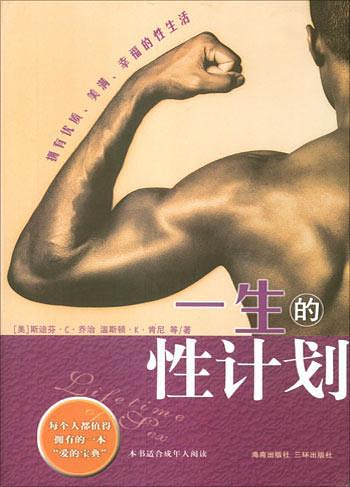 拥有优质、美满、幸福的性生活
一生的
[美]斯迪芬·C·乔治 温斯顿·K·肯尼 等/著
性计划
Lifetime
of
Sex
每个人都值得
拥有的一本
“爱的宝典”
本书适合成年人阅读
海南出版社 三环出版社